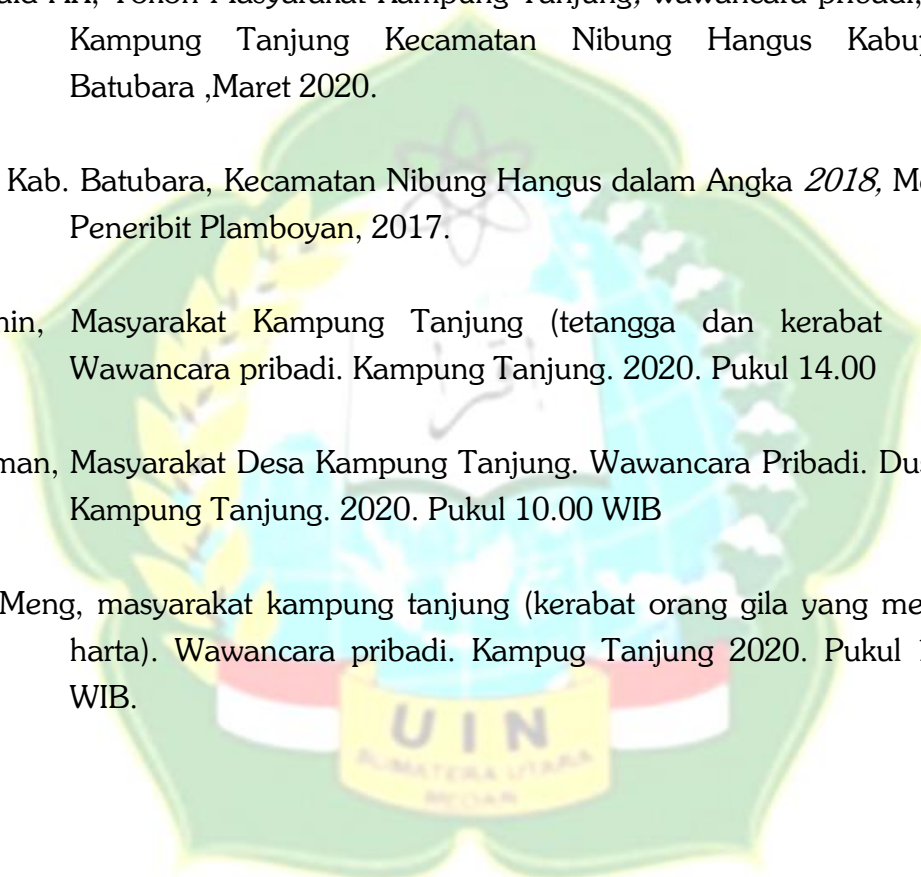 Kampung Tanjung Kecamatan Nibung Hangus
Batubara ,Maret 2020.
Kab. Batubara, Kecamatan Nibung Hangus dalam Angka 2018,
Peneribit Plamboyan, 2017.
Masyarakat Kampung Tanjung (tetangga dan kerabat
Wawancara pribadi. Kampung Tanjung. 2020. Pukul 14.00
Masyarakat Desa Kampung Tanjung. Wawancara Pribadi.
Kampung Tanjung. 2020. Pukul 10.00 WIB
Meng, masyarakat kampung tanjung (kerabat orang gila yang
harta). Wawancara pribadi. Kampug Tanjung 2020. Pukul
WIB.
UIN
SUMATERA UTARA
MEDAN